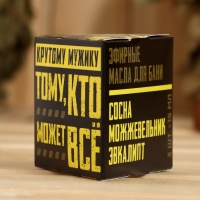 КРУТОМУ МУЖИКУ
ТОМУ, КТО
МОЖЕТ
ВСЁ
ЭФИРНЫЕ
МАСЛА ДЛЯ БАНИ
СОСНА
МОЖЖЕВЕЛЬНИК
ЭВКАЛИПТ